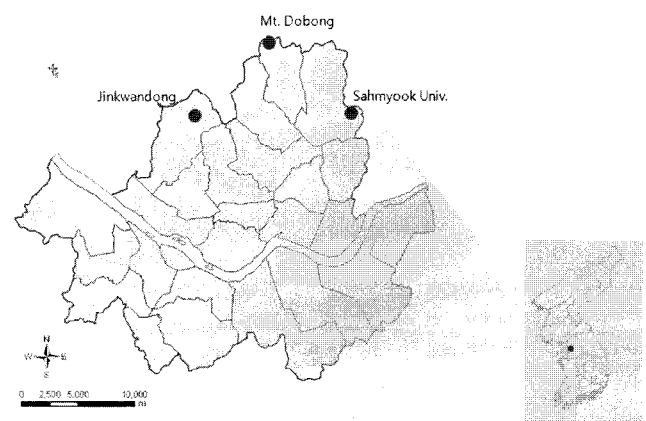 Mt. Dobong
Jinkwandong
Sahmyook Univ.
N
W E
S
0 2,500 5,000 10,000
m